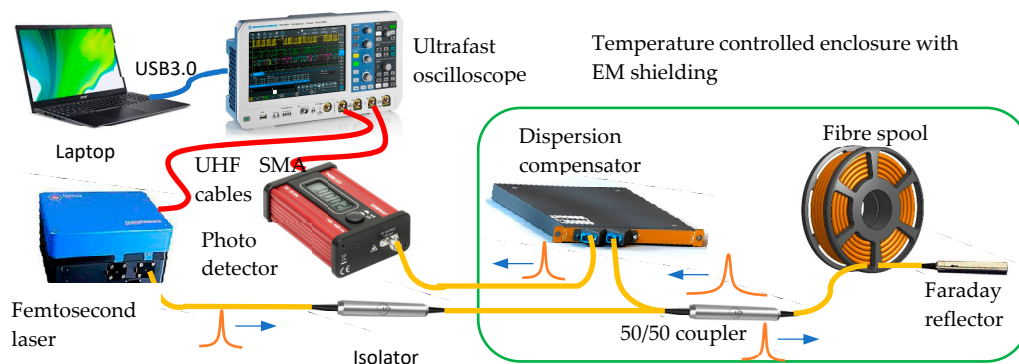 USB3.0
Ultrafast
oscilloscope
Temperature controlled enclosure with
EM shielding
Laptop
UHF SMA
cables
Dispersion
compensator
Fibre spool
Photo
detector
Femtosecond
laser
Isolator
50/50 coupler
Faraday
reflector